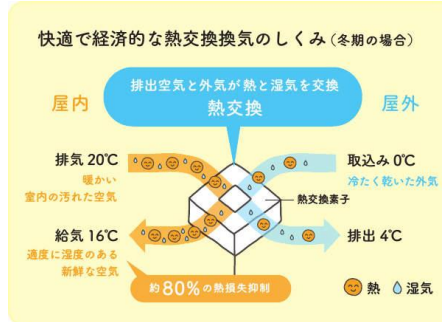 快適で経済的な熱交換換気のしくみ(冬期の場合)
排出空気と外気が熱と湿気を交換
熱交換
屋内
屋外
排気 20℃
暖かい
室内の汚れた空気
取込み 0℃
冷たく乾いた外気
熱交換素子
給気 16℃
適度に湿度のある
新鮮な空気
排出 4℃
約80%の熱損失抑制
熱
湿気